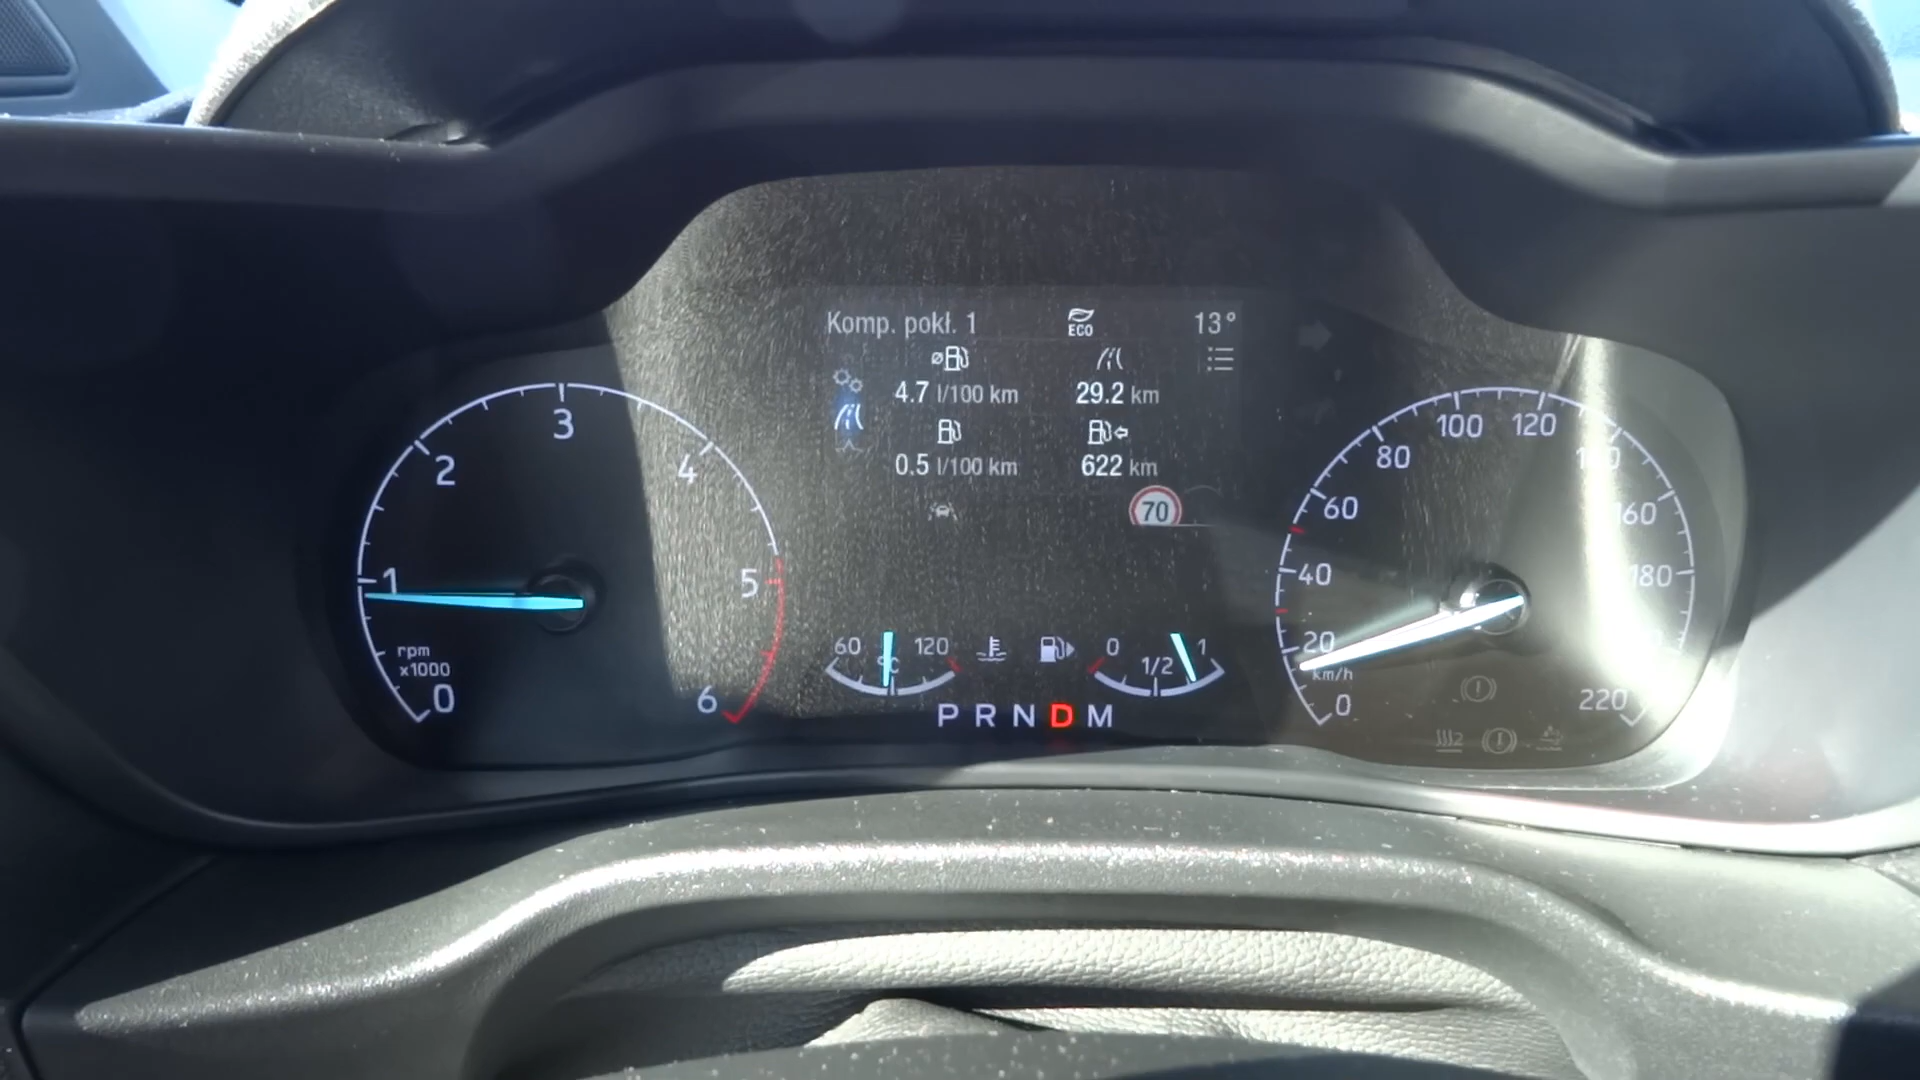 Komp. pokł. 1 ECO 13°
4.7 l/100 km 29.2 km
0.5 l/100 km 622 km
70
0 1 2 3 4 5 6
rpm
x1000
60 °C 120
0 1/2 1
P R N D M
0 20 40 60 80 100 120 140 160 180 220
km/h